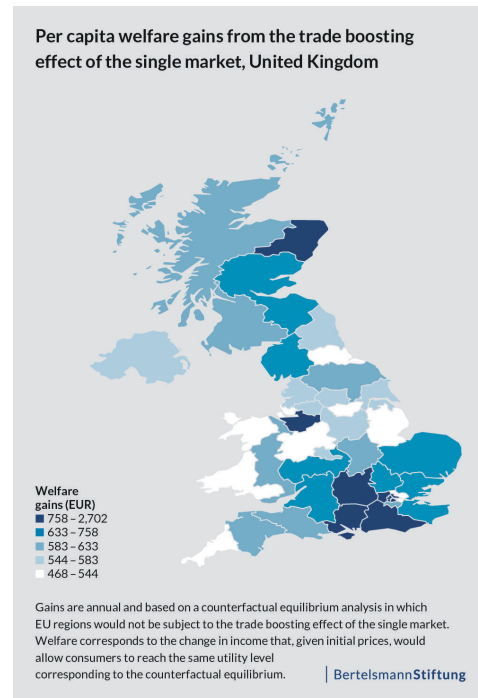 Per capita welfare gains from the trade boosting
effect of the single market, United Kingdom
Welfare
gains (EUR)
758 – 2,702
633 – 758
583 – 633
544 – 583
468 – 544
Gains are annual and based on a counterfactual equilibrium analysis in which
EU regions would not be subject to the trade boosting effect of the single market.
Welfare corresponds to the change in income that, given initial prices, would
allow consumers to reach the same utility level
corresponding to the counterfactual equilibrium.
BertelsmannStiftung